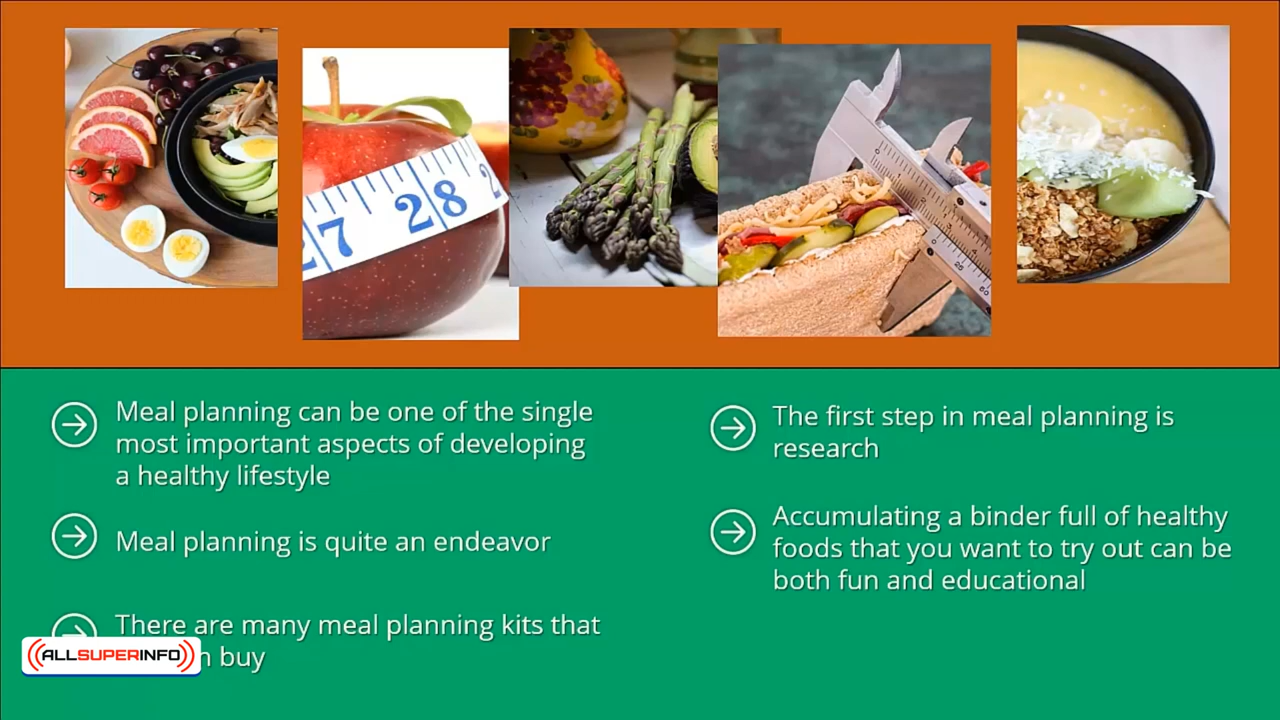 27 28 2
Meal planning can be one of the single
most important aspects of developing
a healthy lifestyle
Meal planning is quite an endeavor
There are many meal planning kits that
buy
ALLSUPERINFO
The first step in meal planning is
research
Accumulating a binder full of healthy
foods that you want to try out can be
both fun and educational